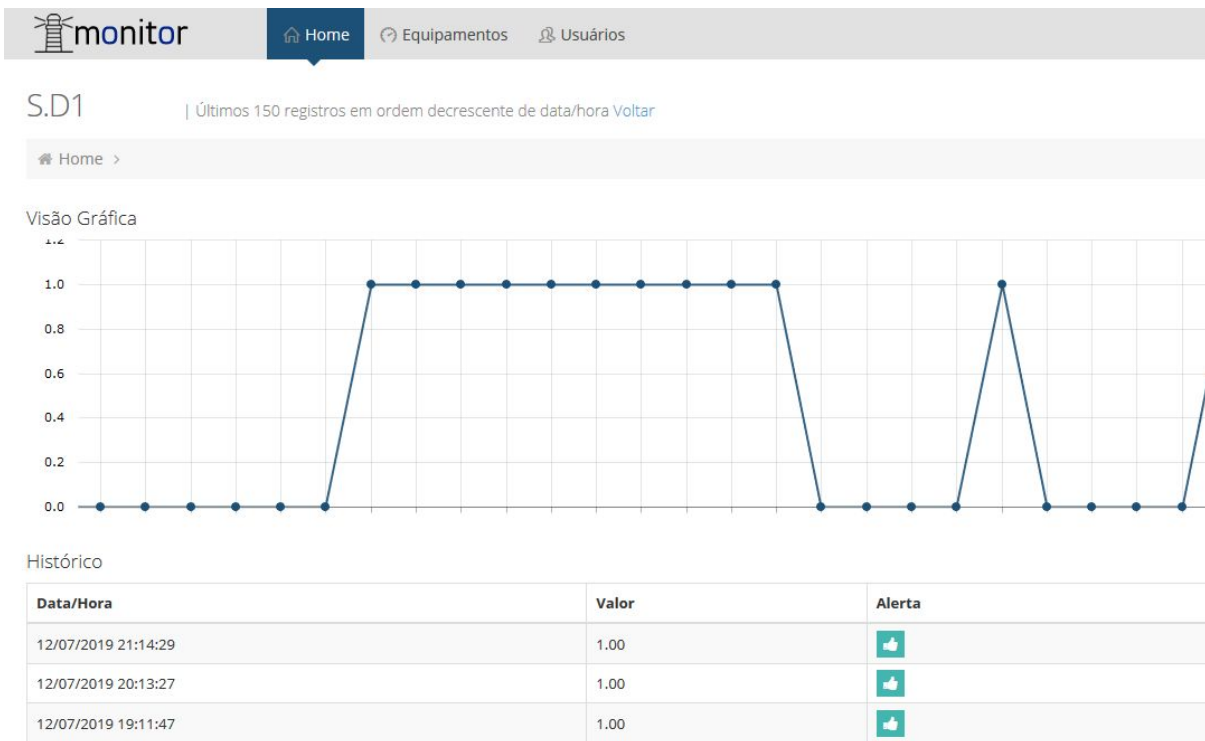 monitor Home Equipamentos Usuários
S.D1 | Últimos 150 registros em ordem decrescente de data/hora Voltar
Home >
Visão Gráfica
1.2
1.0
0.8
0.6
0.4
0.2
0.0
Histórico
Data/Hora Valor Alerta
12/07/2019 21:14:29 1.00
12/07/2019 20:13:27 1.00
12/07/2019 19:11:47 1.00